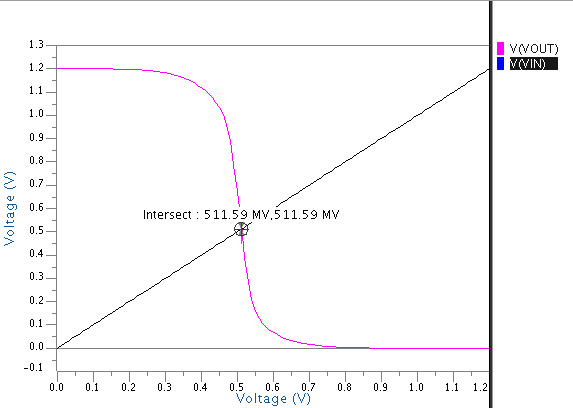 V(VOUT)
V(VIN)
1.3
1.2
1.1
1.0
0.9
0.8
0.7
0.6
0.5
0.4
0.3
0.2
0.1
0.0
-0.1
Voltage (V)
Intersect : 511.59 MV,511.59 MV
0.0 0.1 0.2 0.3 0.4 0.5 0.6 0.7 0.8 0.9 1.0 1.1 1.2
Voltage (V)